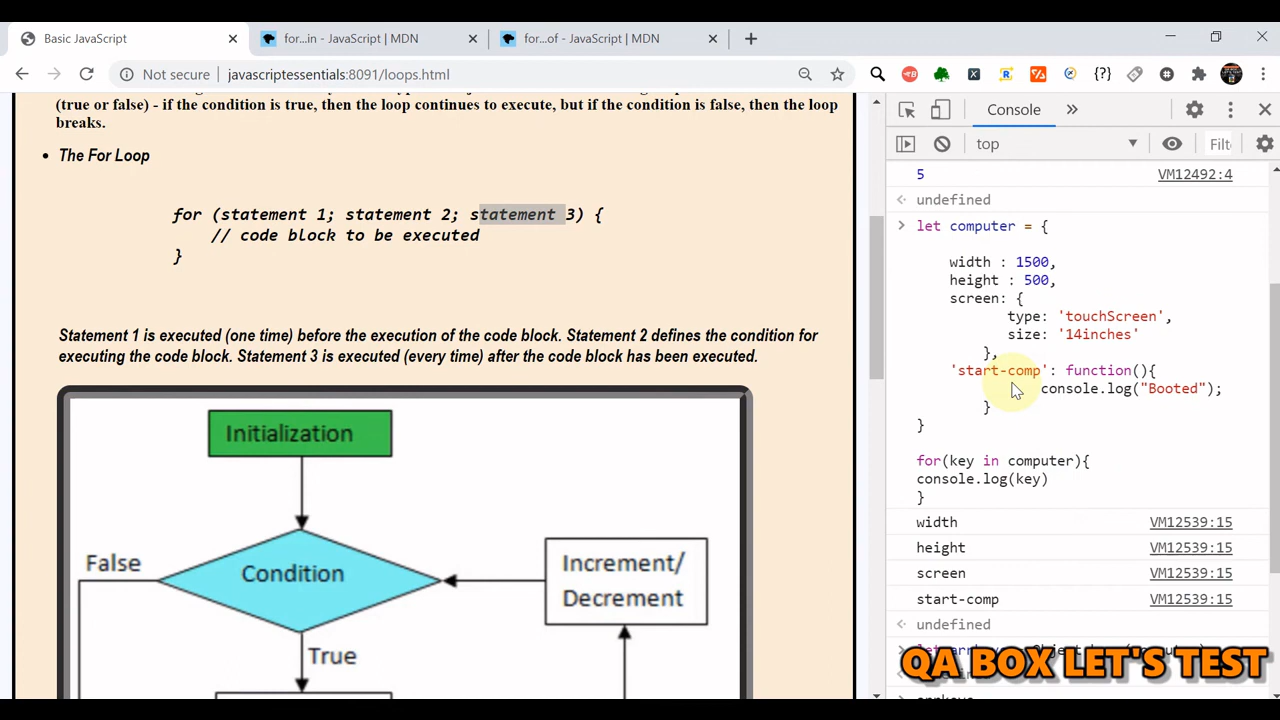 Basic JavaScript
for...in - JavaScript | MDN
for...of - JavaScript | MDN
Not secure
javascriptessentials:8091/loops.html
(true or false) - if the condition is true, then the loop continues to execute, but if the condition is false, then the loop
breaks.
The For Loop
for (statement 1; statement 2; statement 3) {
// code block to be executed
}
Statement 1 is executed (one time) before the execution of the code block. Statement 2 defines the condition for
executing the code block. Statement 3 is executed (every time) after the code block has been executed.
Initialization
Condition
False
True
Increment/
Decrement
Console
top
Filt
5 VM12492:4
undefined
let computer = {
width : 1500,
height : 500,
screen: {
type: 'touchScreen',
size: '14inches'
},
'start-comp': function(){
console.log("Booted");
}
}
for(key in computer){
console.log(key)
}
width VM12539:15
height VM12539:15
screen VM12539:15
start-comp VM12539:15
undefined
QA BOX LET'S TEST